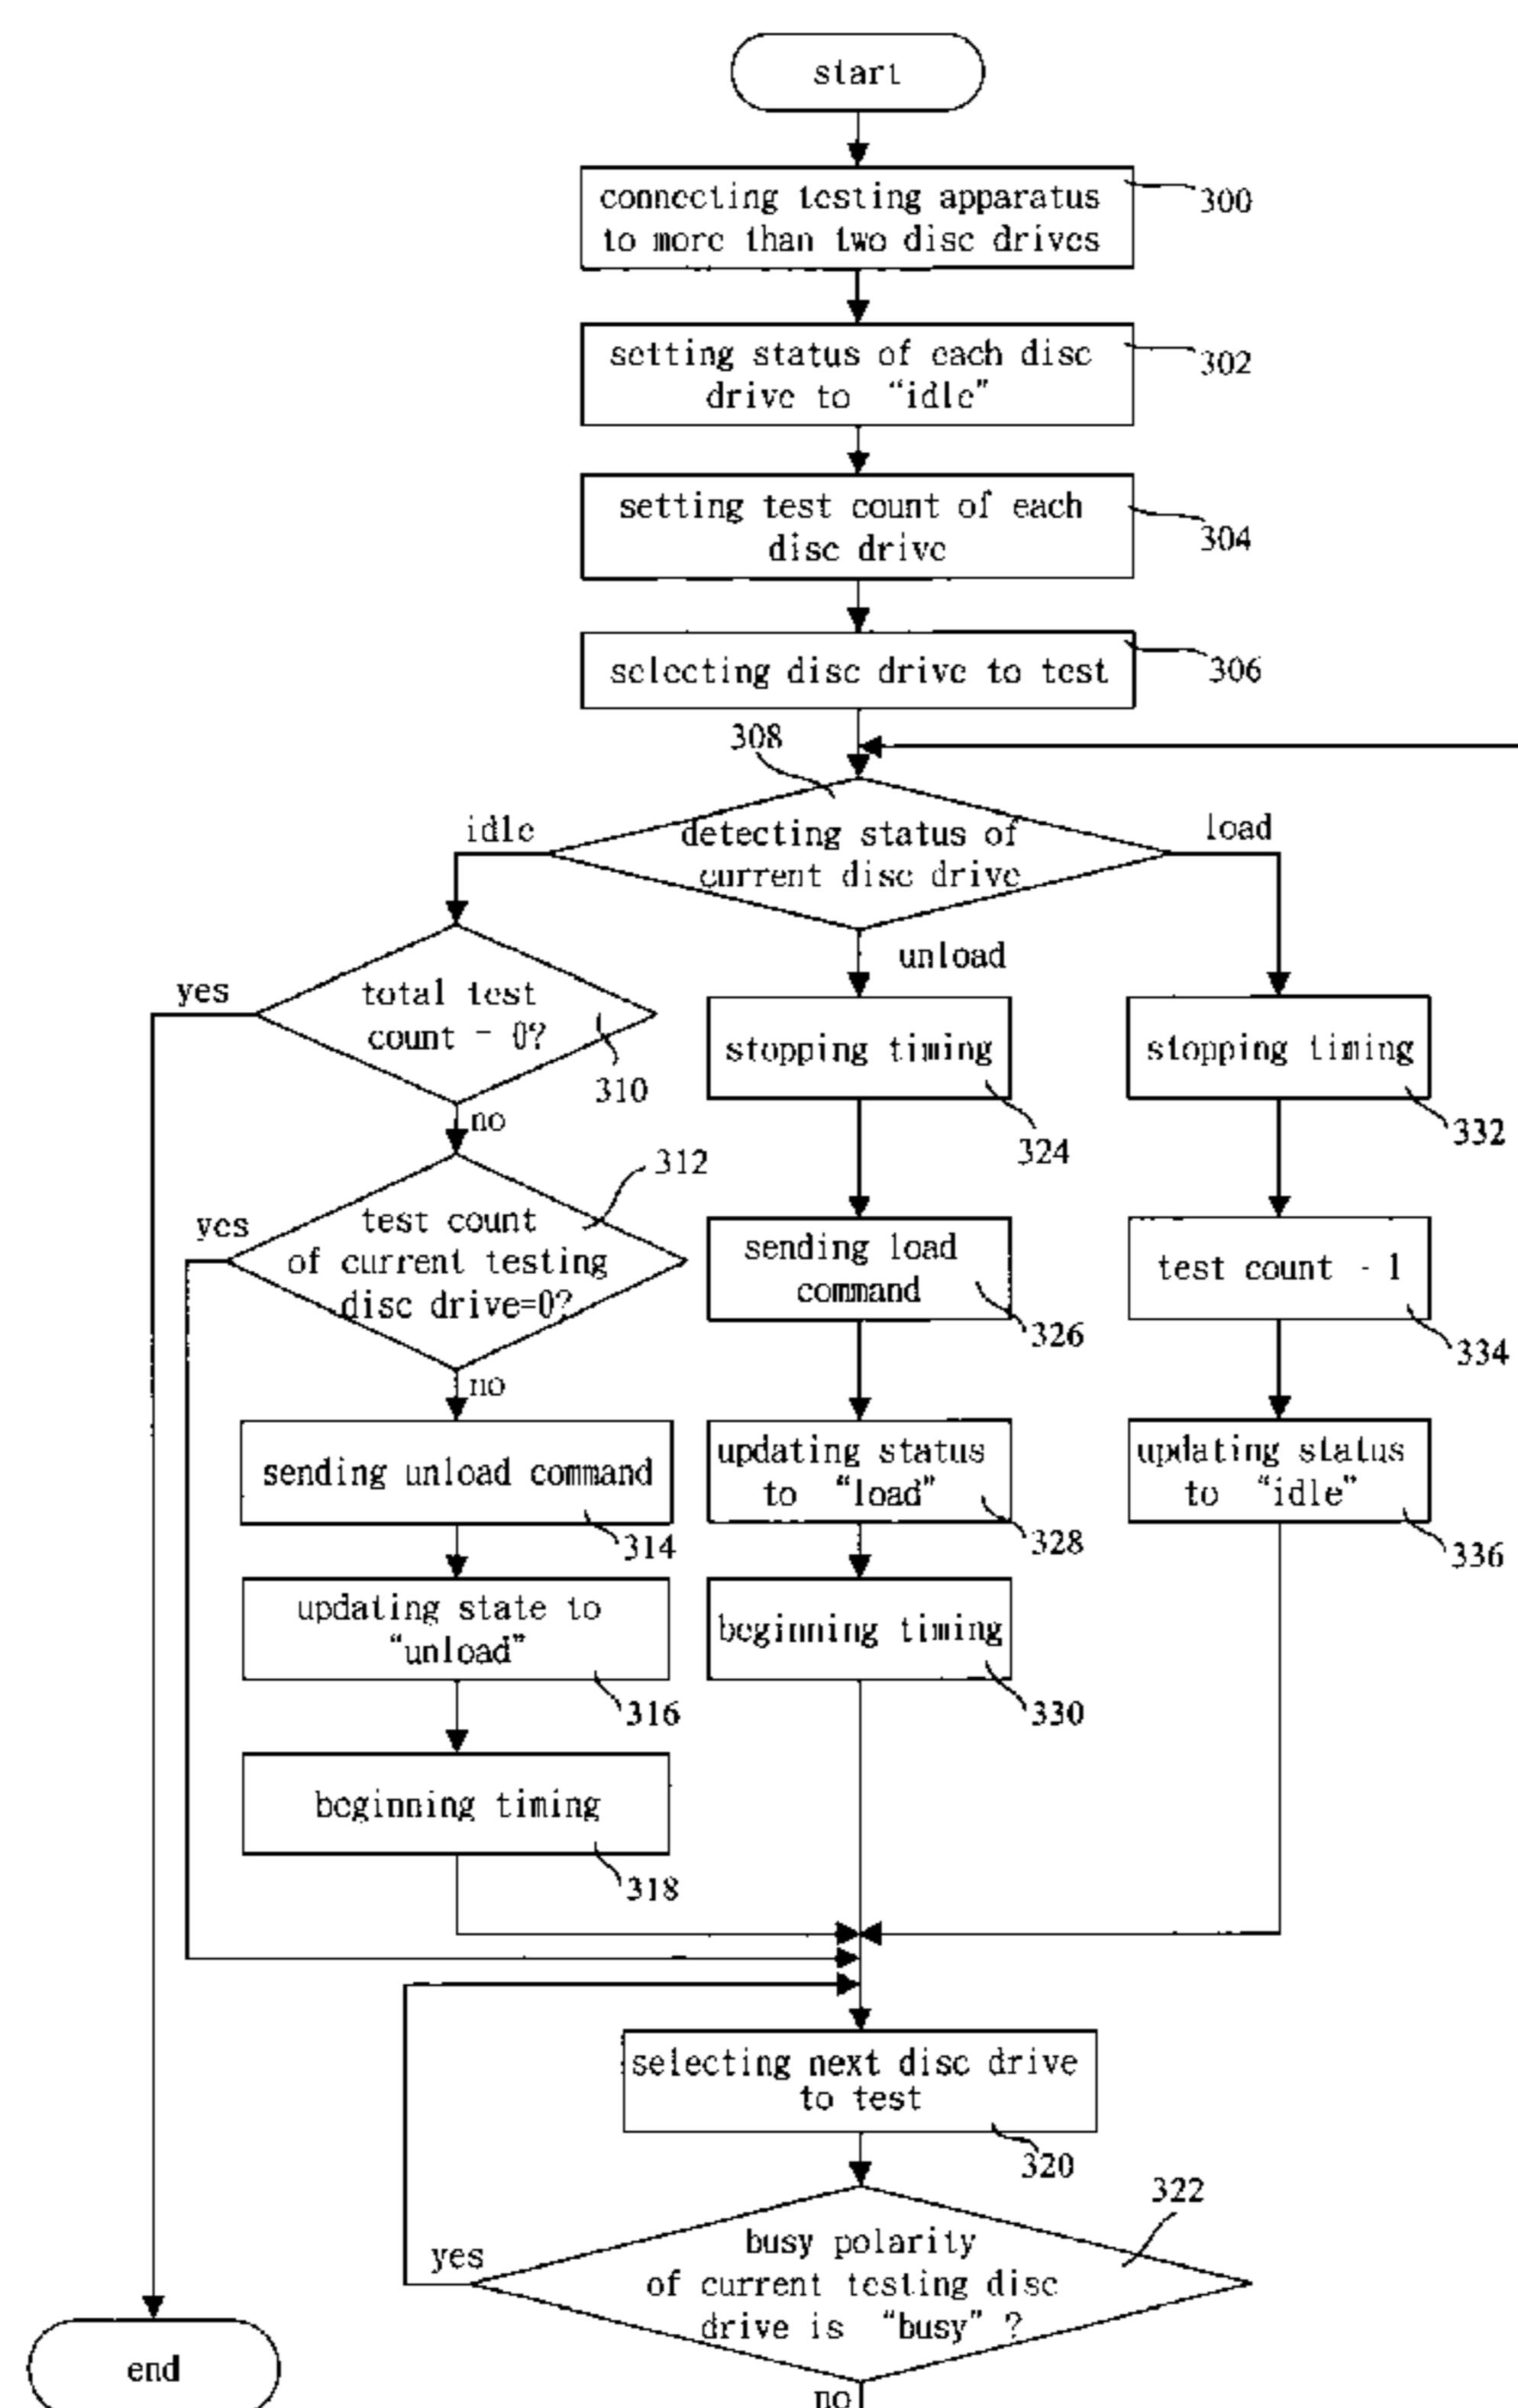 start
connecting testing apparatus
to more than two disc drives
300
setting status of each disc
drive to "idle"
302
setting test count of each
disc drive
304
selecting disc drive to test
306
308
detecting status of
current disc drive
idle
load
unload
yes
total test
count = 0?
310
no
stopping timing
324
stopping timing
332
312
yes
test count
of current testing
disc drive=0?
no
sending load
command
326
test count - 1
334
sending unload command
314
updating status
to "load"
328
updating status
to "idle"
336
updating state to
"unload"
316
beginning timing
330
beginning timing
318
selecting next disc drive
to test
320
322
yes
busy polarity
of current testing disc
drive is "busy" ?
end
no